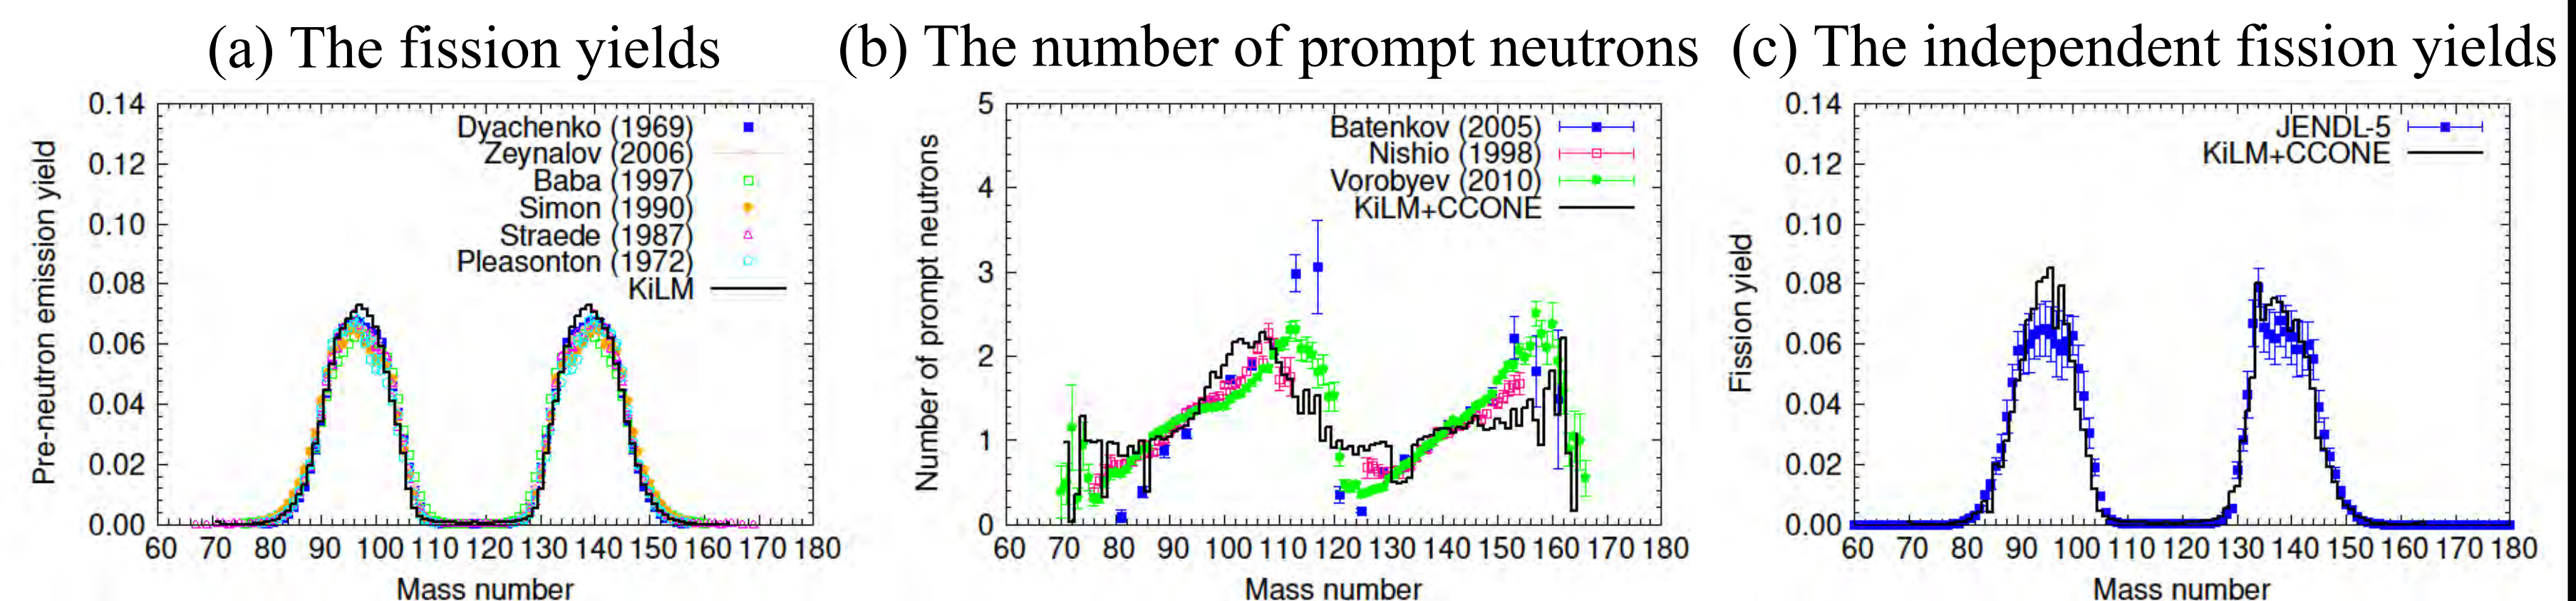 (a) The fission yields
0.14
0.12
0.10
0.08
0.06
0.04
0.02
0.00
Pre-neutron emission yield
Dyachenko (1969)
Zeynalov (2006)
Baba (1997)
Simon (1990)
Straede (1987)
Pleasonton (1972)
KiLM
60 70 80 90 100 110 120 130 140 150 160 170 180
Mass number
(b) The number of prompt neutrons
5
4
3
2
1
0
Number of prompt neutrons
Batenkov (2005)
Nishio (1998)
Vorobyev (2010)
KiLM+CCONE
60 70 80 90 100 110 120 130 140 150 160 170 180
Mass number
(c) The independent fission yields
0.14
0.12
0.10
0.08
0.06
0.04
0.02
0.00
Fission yield
JENDL-5
KiLM+CCONE
60 70 80 90 100 110 120 130 140 150 160 170 180
Mass number